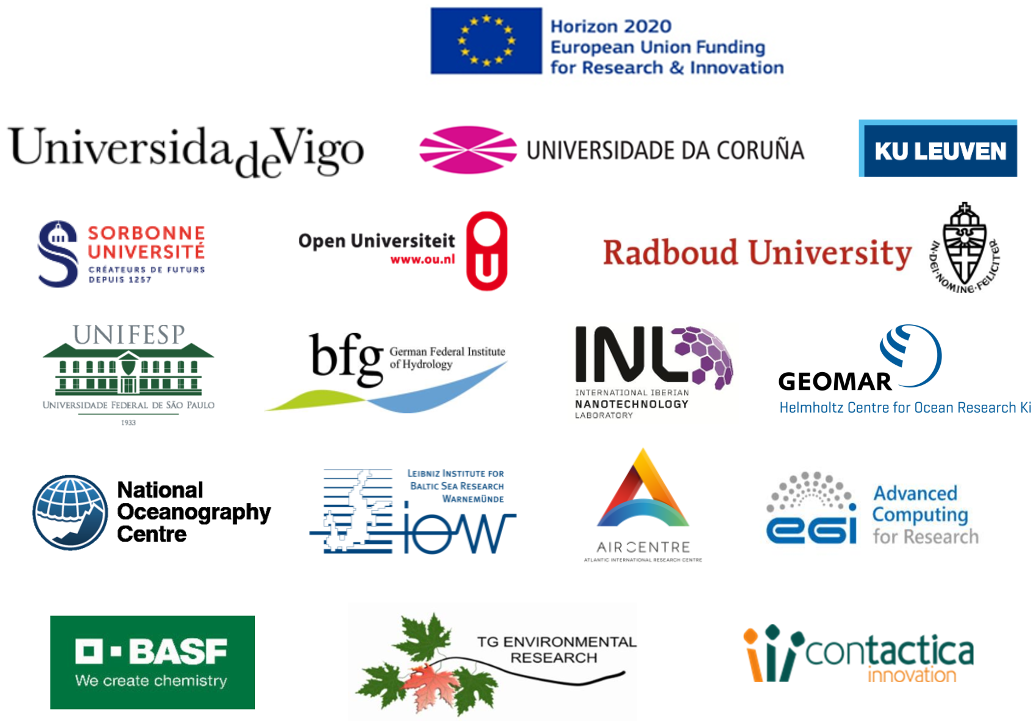 Horizon 2020
European Union Funding
for Research & Innovation
UniversidadeVigo
UNIVERSIDADE DA CORUÑA
KU LEUVEN
SORBONNE
UNIVERSITÉ
CRÉATEURS DE FUTURS
DEPUIS 1257
Open Universiteit
www.ou.nl
OU
Radboud University
IN·DEI·NOMINE·FELICITER
UNIFESP
UNIVERSIDADE FEDERAL DE SÃO PAULO
1933
bfg
German Federal Institute
of Hydrology
INL
INTERNATIONAL IBERIAN
NANOTECHNOLOGY
LABORATORY
GEOMAR
Helmholtz Centre for Ocean Research Ki
National
Oceanography
Centre
LEIBNIZ INSTITUTE FOR
BALTIC SEA RESEARCH
WARNEMÜNDE
iow
AIR CENTRE
ATLANTIC INTERNATIONAL RESEARCH CENTRE
egi
Advanced
Computing
for Research
BASF
We create chemistry
TG ENVIRONMENTAL
RESEARCH
contactica
innovation